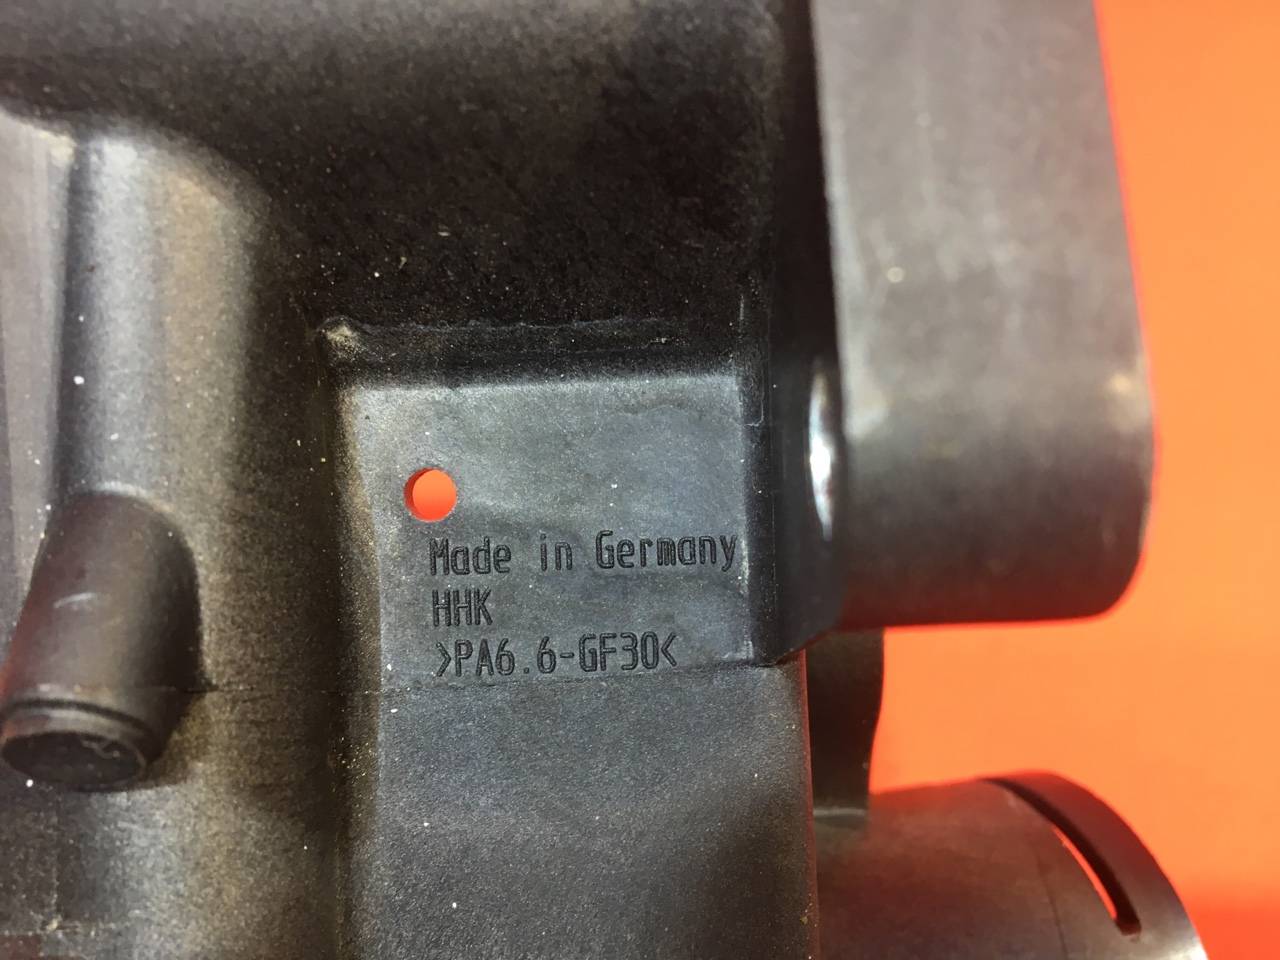 Made in Germany
HHK
>PA6.6-GF30<